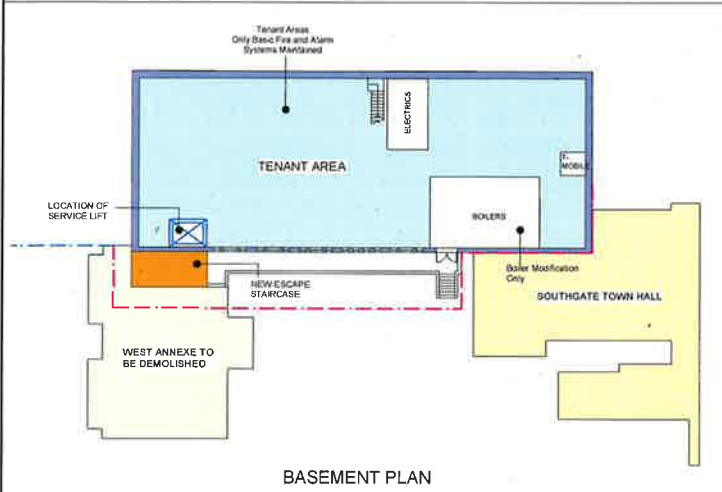 Tenant Areas
Only Basic Fire and Alarm
Systems Maintained
ELECTRICS
TENANT AREA
MOBILE
LOCATION OF
SERVICE LIFT
BOILERS
NEW ESCAPE
STAIRCASE
Boiler Modification
Only
SOUTHGATE TOWN HALL
WEST ANNEXE TO
BE DEMOLISHED
BASEMENT PLAN